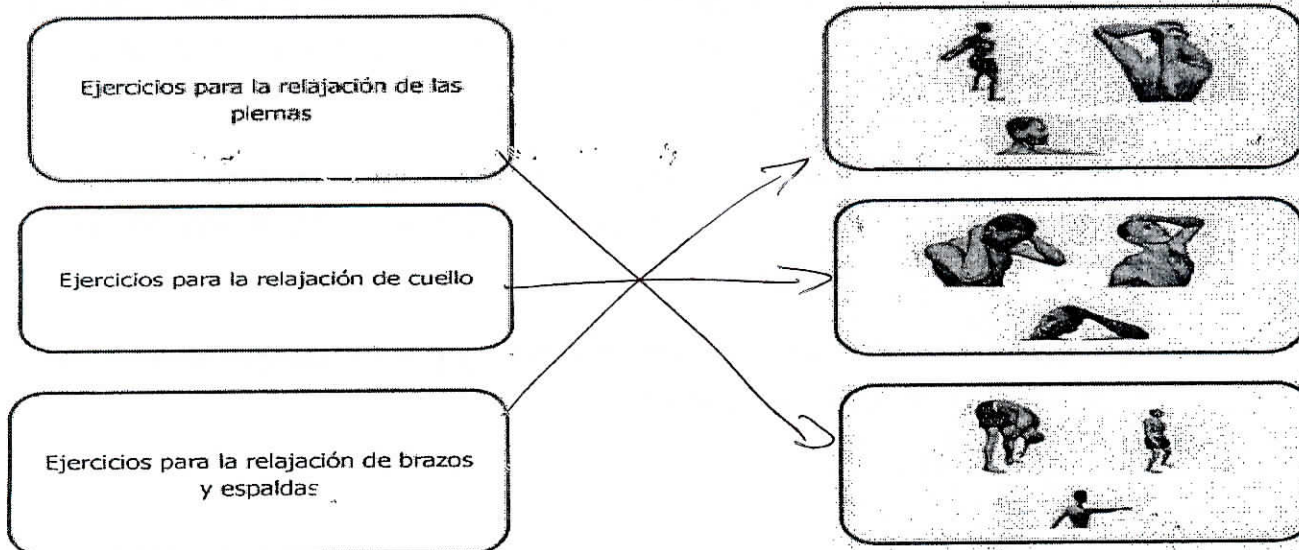 Ejercicios para la relajación de las
piernas
Ejercicios para la relajación de cuello
Ejercicios para la relajación de brazos
y espaldas